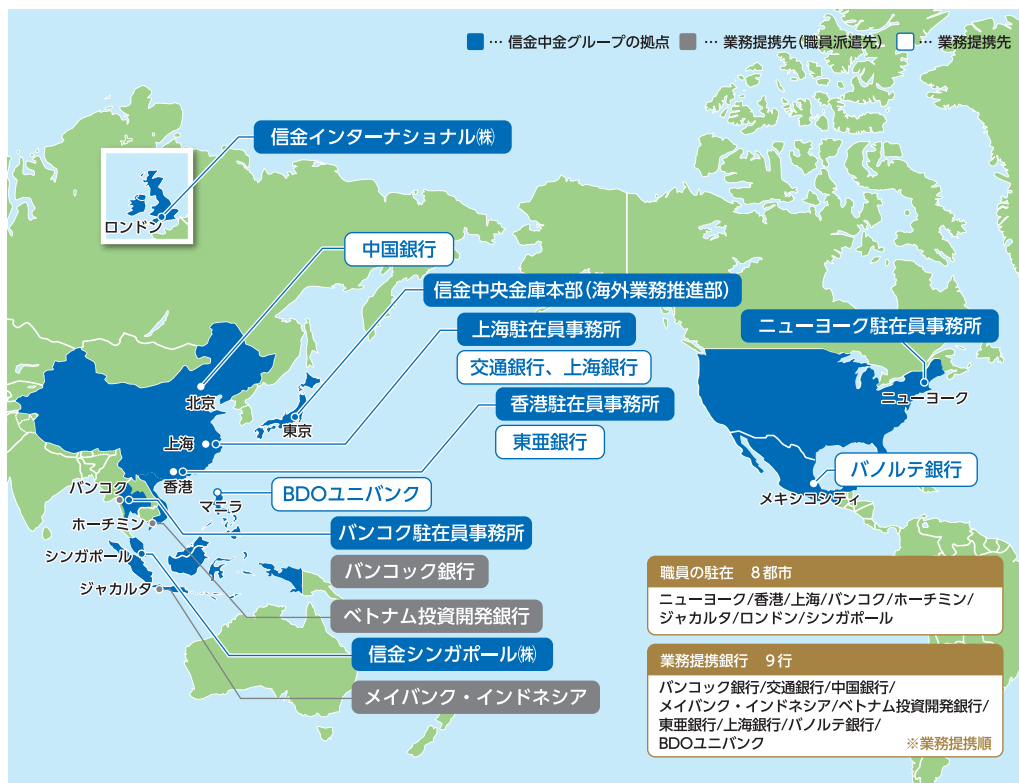 … 信金中金グループの拠点 … 業務提携先（職員派遣先） … 業務提携先
信金インターナショナル㈱
ロンドン
中国銀行
信金中央金庫本部（海外業務推進部）
上海駐在員事務所
ニューヨーク駐在員事務所
交通銀行、上海銀行
北京
ニューヨーク
香港駐在員事務所
東京
上海
東亜銀行
バノルテ銀行
香港
バンコク
BDOユニバンク
メキシコシティ
マニラ
ホーチミン
バンコク駐在員事務所
シンガポール
バンコック銀行
ジャカルタ
ベトナム投資開発銀行
信金シンガポール㈱
メイバンク・インドネシア
職員の駐在 8都市
ニューヨーク/香港/上海/バンコク/ホーチミン/
ジャカルタ/ロンドン/シンガポール
業務提携銀行 9行
バンコック銀行/交通銀行/中国銀行/
メイバンク・インドネシア/ベトナム投資開発銀行/
東亜銀行/上海銀行/バノルテ銀行/
BDOユニバンク ※業務提携順